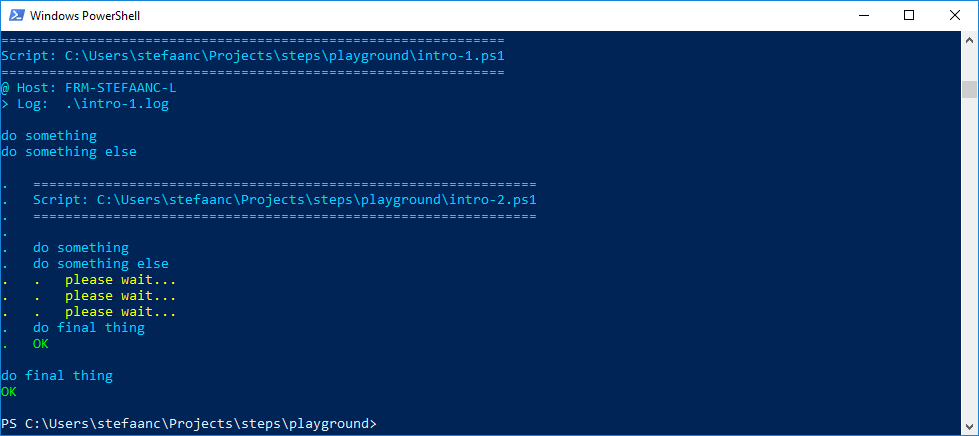 Windows PowerShell
===============================================================
Script: C:\Users\stefaanc\Projects\steps\playground\intro-1.ps1
===============================================================
@ Host: FRM-STEFAANC-L
> Log:  .\intro-1.log

do something
do something else

.   ===============================================================
.   Script: C:\Users\stefaanc\Projects\steps\playground\intro-2.ps1
.   ===============================================================
.
.   do something
.   do something else
.   .   please wait...
.   .   please wait...
.   .   please wait...
.   do final thing
.   OK

do final thing
OK

PS C:\Users\stefaanc\Projects\steps\playground>